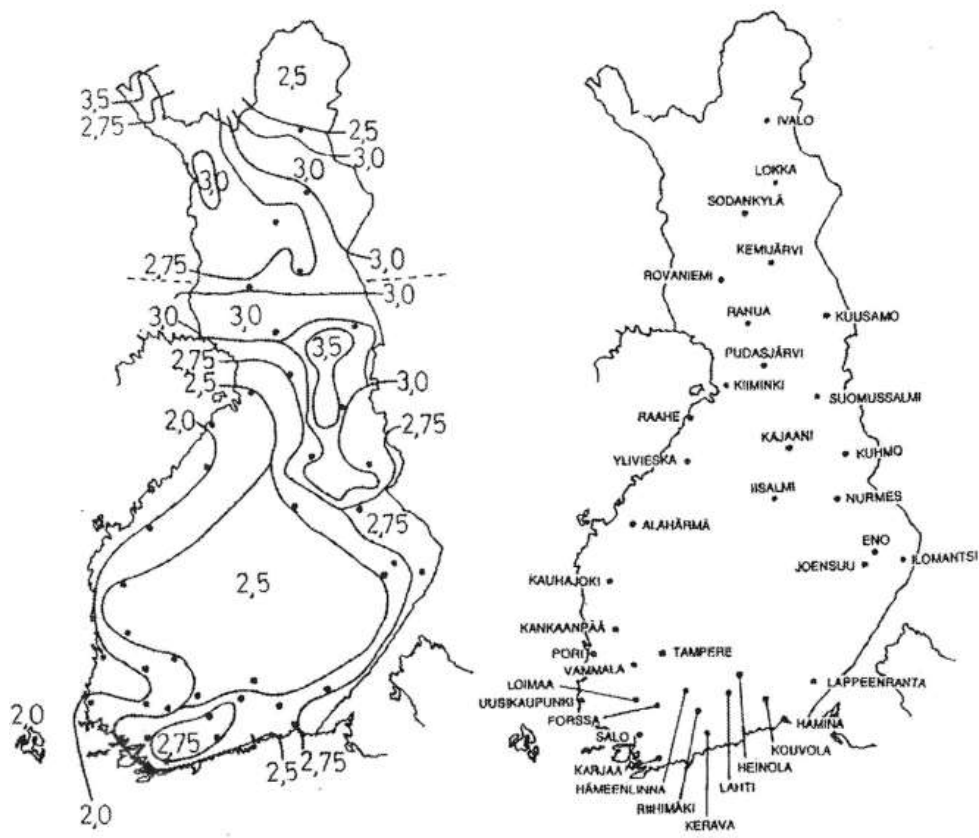 2,5
3,5
2,75
2,5
3,0
3,0
3,0
2,75
3,0
3,0
3,0
3,0
3,5
2,75
2,5
3,0
2,0
2,75
2,75
2,5
2,0
2,75
2,5
2,75
2,0
IVALO
LOKKA
SODANKYLÄ
KEMIJÄRVI
ROVANIEMI
RANUA
KUUSAMO
PUDASJÄRVI
KIIMINKI
SUOMUSSALMI
RAAHE
KAJAANI
YLIVIESKA
KUHMO
IISALMI
NURMES
ALAHÄRMÄ
ENO
ILOMANTSI
JOENSUU
KAUHAJOKI
KANKAANPÄÄ
PORI
TAMPERE
VAMMALA
LAPPEENRANTA
LOIMAA
UUSIKAUPUNKI
FORSSA
HAMINA
SALO
KOUVOLA
KARJAA
HEINOLA
HÄMEENLINNA
LAHTI
RIIHIMÄKI
KERAVA